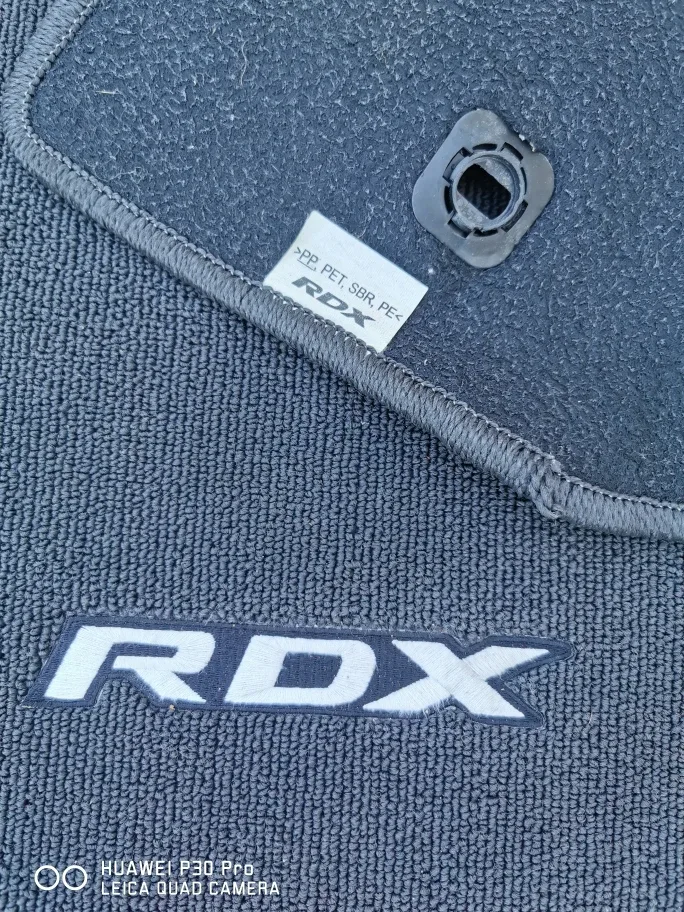 >PP, PET, SBR, PE<
RDX
RDX
HUAWEI P30 Pro
LEICA QUAD CAMERA